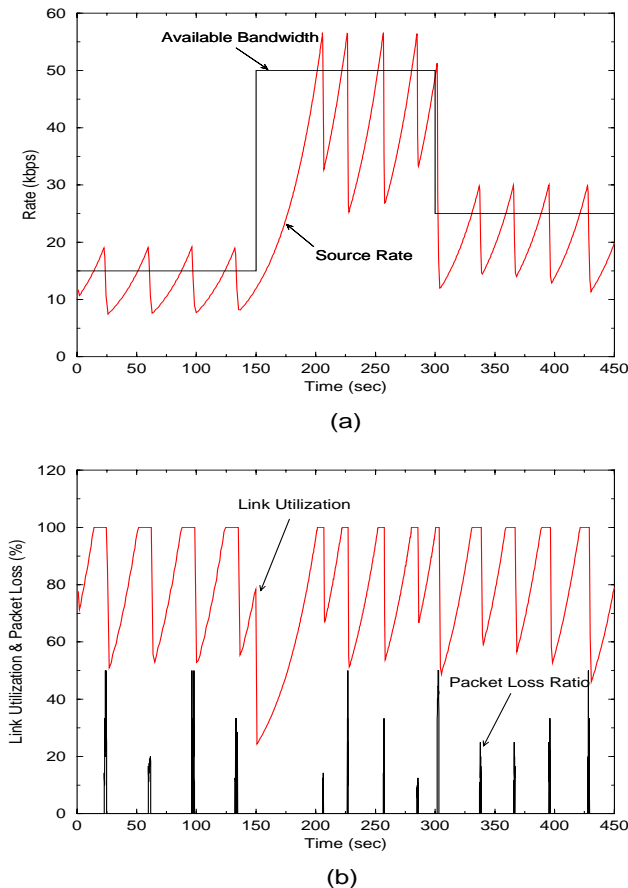 60
50
40
30
20
10
0
Rate (kbps)
Available Bandwidth
Source Rate
0 50 100 150 200 250 300 350 400 450
Time (sec)
(a)
120
100
80
60
40
20
0
Link Utilization & Packet Loss (%)
Link Utilization
Packet Loss Ratio
0 50 100 150 200 250 300 350 400 450
Time (sec)
(b)